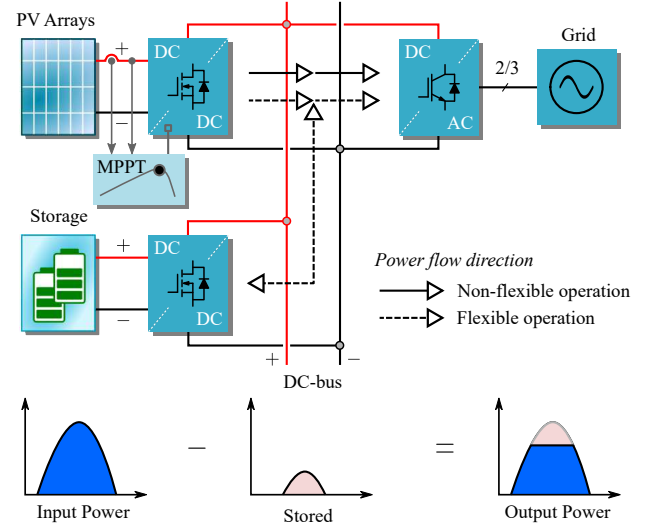 PV Arrays
+
−
DC
DC
MPPT
DC
AC
2/3
Grid
Storage
+
−
DC
DC
Power flow direction
Non-flexible operation
Flexible operation
+
−
DC-bus
−
=
Input Power
Stored
Output Power